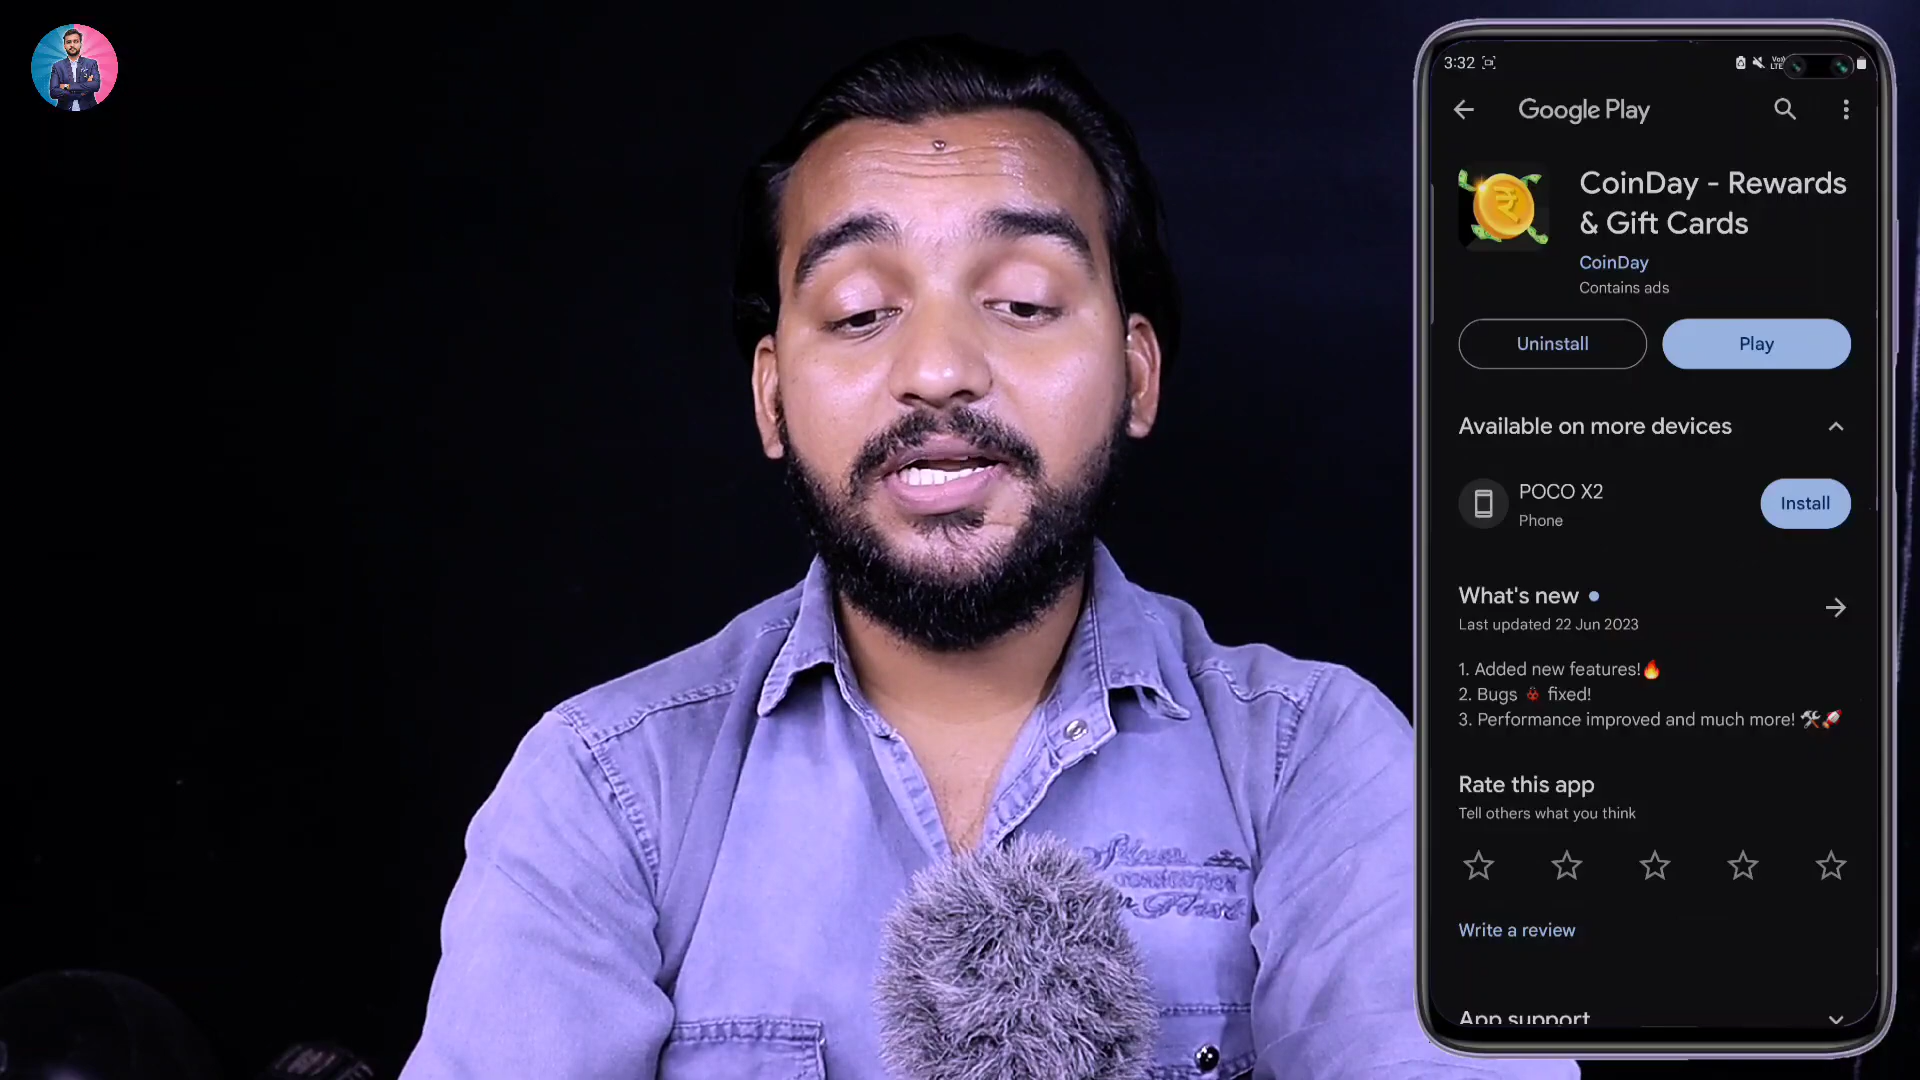 3:32
Google Play
CoinDay - Rewards
& Gift Cards
CoinDay
Contains ads
Uninstall
Play
Available on more devices
POCO X2
Phone
Install
What's new
Last updated 22 Jun 2023
1. Added new features!🔥
2. Bugs fixed!
3. Performance improved and much more! 🛠🚀
Rate this app
Tell others what you think
Write a review
App support